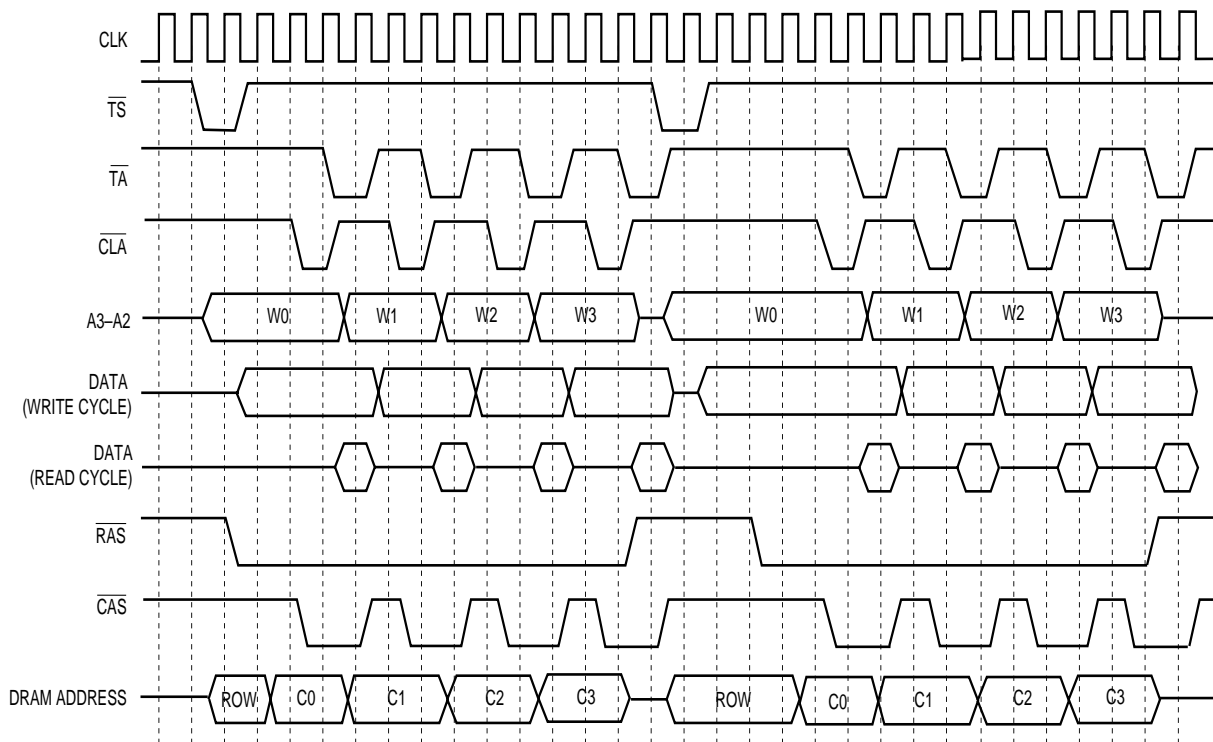 CLK
TS
TA
CLA
A3–A2 W0 W1 W2 W3 W0 W1 W2 W3
DATA
(WRITE CYCLE)
DATA
(READ CYCLE)
RAS
CAS
DRAM ADDRESS ROW C0 C1 C2 C3 ROW C0 C1 C2 C3